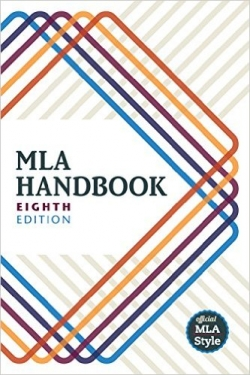 MLA
HANDBOOK
EIGHTH
EDITION
official
MLA
Style